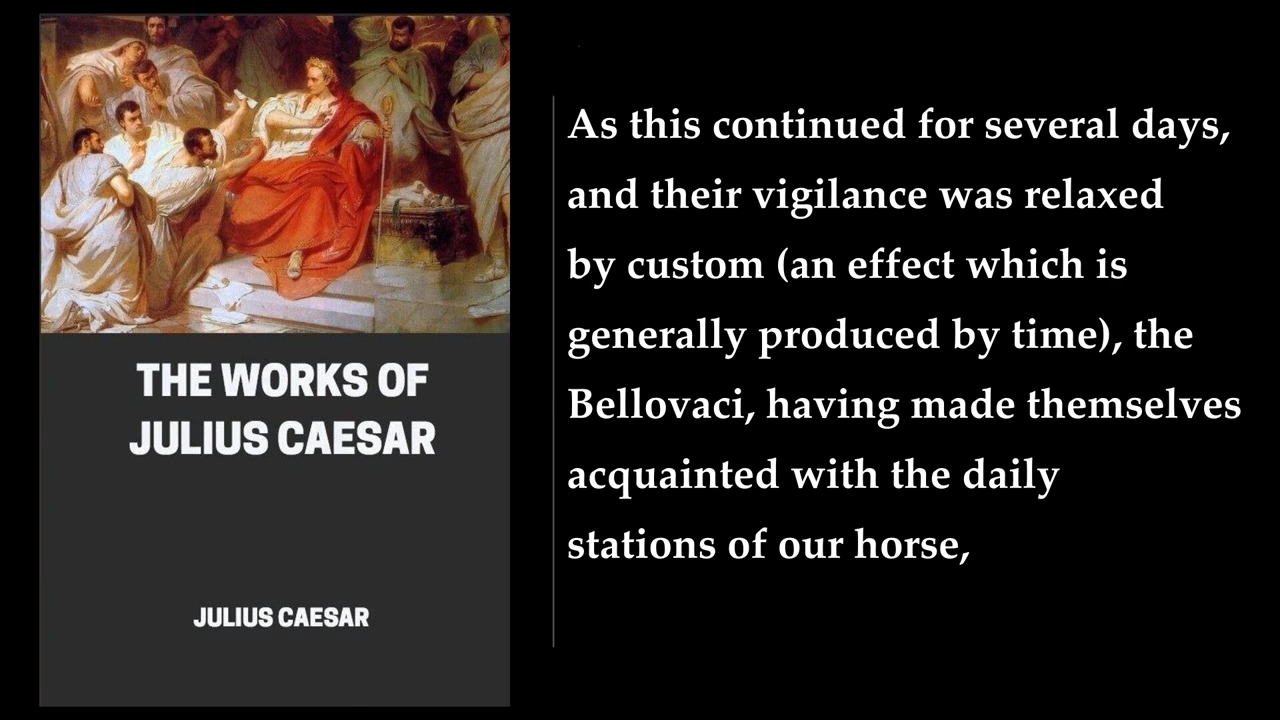 THE WORKS OF
JULIUS CAESAR
JULIUS CAESAR
As this continued for several days,
and their vigilance was relaxed
by custom (an effect which is
generally produced by time), the
Bellovaci, having made themselves
acquainted with the daily
stations of our horse,